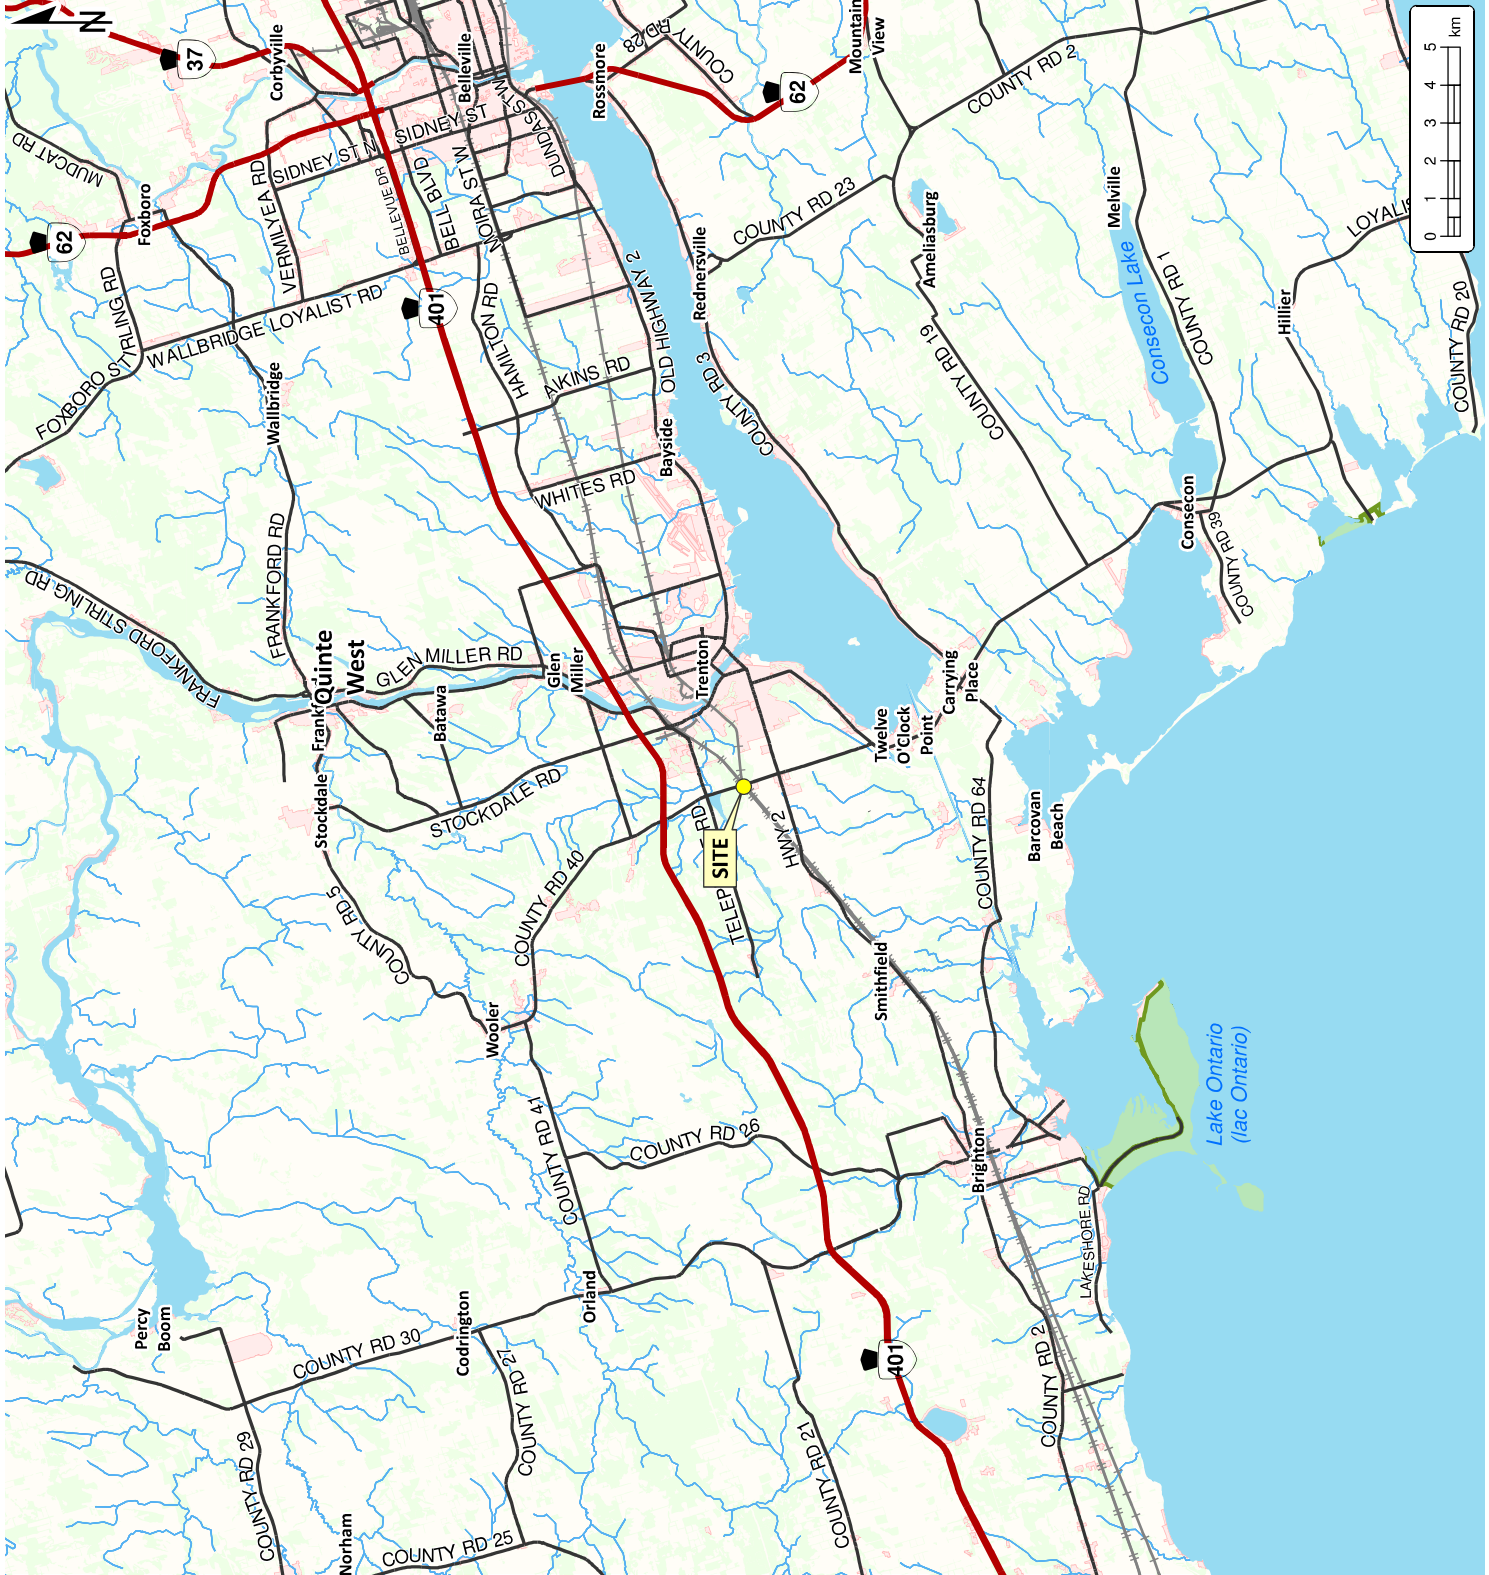 N
37
Corbyville
Belleville
Rossmore
COUNTY
RD 28
Mountain
View
62
COUNTY RD 2
0 1 2 3 4 5 km
MUDCAT RD
Foxboro
62
VERMILYEA RD
SIDNEY ST N
SIDNEY ST
DUNDAS ST W
BELLEVUE DR
BELL BLVD
MOIRA ST W
FOXBORO STIRLING RD
WALLBRIDGE LOYALIST RD
401
HAMILTON RD
AIKINS RD
OLD HIGHWAY 2
Rednersville
COUNTY RD 23
Ameliasburg
Melville
Consecon Lake
COUNTY RD 1
LOYALIS
Hillier
COUNTY RD 20
Wallbridge
Bayside
COUNTY RD 3
COUNTY RD 19
WHITES RD
FRANKFORD RD
FRANKFORD STIRLING RD
Consecon
COUNTY RD 39
Quinte
West
Frankf
GLEN MILLER RD
Batawa
Glen
Miller
Trenton
Carrying
Place
Twelve
O'Clock
Point
Stockdale
STOCKDALE RD
SITE
TELEP
RD
HWY 2
COUNTY RD 64
Barcovan
Beach
COUNTY RD 5
COUNTY RD 40
Wooler
Smithfield
COUNTY RD 41
COUNTY RD 26
Brighton
LAKESHORE RD
Lake Ontario
(lac Ontario)
Percy
Boom
COUNTY RD 30
Codrington
Orland
COUNTY RD 27
401
COUNTY RD 2
COUNTY RD 29
Norham
COUNTY RD 25
COUNTY RD 21